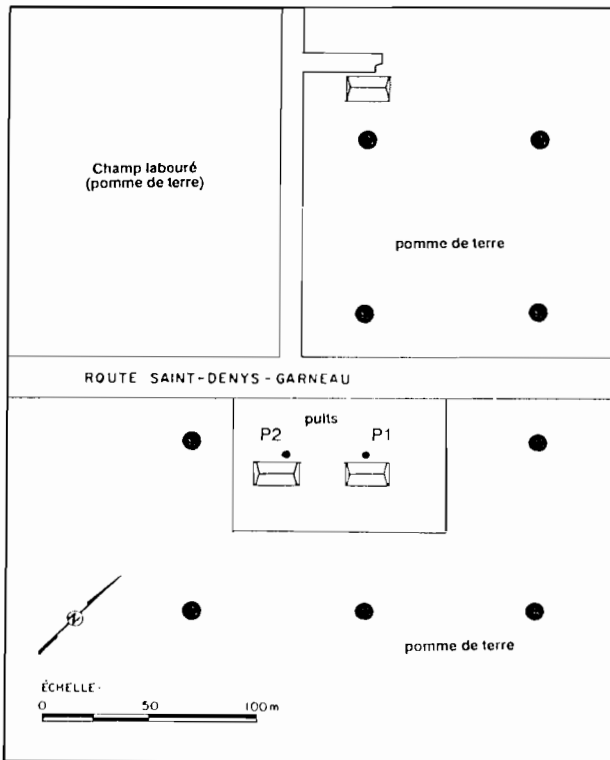 Champ labouré
(pomme de terre)
pomme de terre
ROUTE SAINT-DENYS-GARNEAU
puits
P2 P1
N
pomme de terre
ÉCHELLE·
0 50 100 m